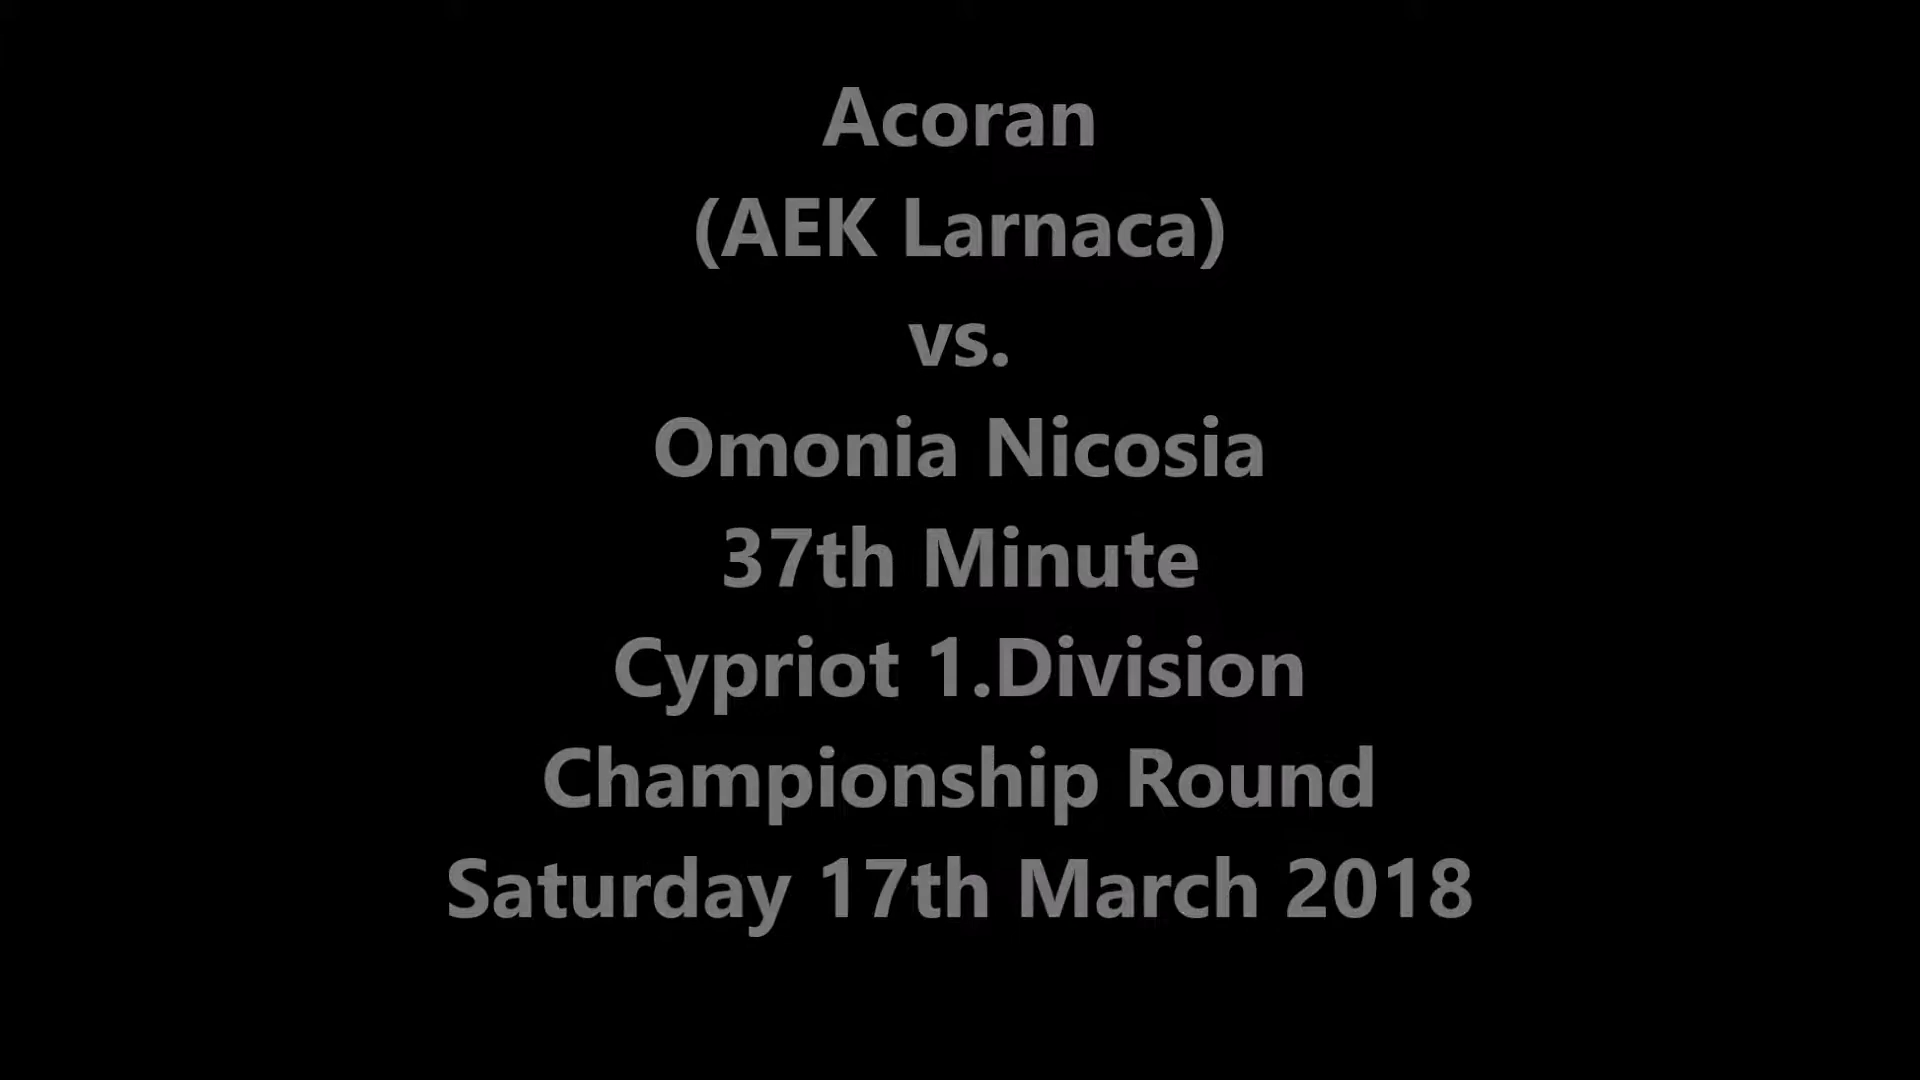 Acoran
(AEK Larnaca)
vs.
Omonia Nicosia
37th Minute
Cypriot 1.Division
Championship Round
Saturday 17th March 2018